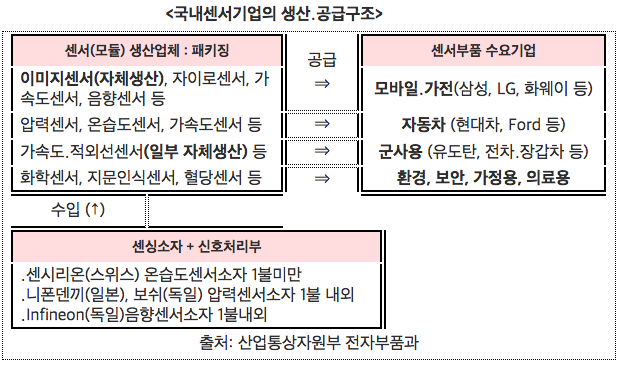 <국내센서기업의 생산.공급구조>
센서(모듈) 생산업체 : 패키징
공급
센서부품 수요기업
이미지센서(자체생산), 자이로센서, 가
속도센서, 음향센서 등
⇒
모바일.가전(삼성, LG, 화웨이 등)
압력센서, 온습도센서, 가속도센서 등
⇒
자동차 (현대차, Ford 등)
가속도.적외선센서(일부 자체생산) 등
⇒
군사용 (유도탄, 전차.장갑차 등)
화학센서, 지문인식센서, 혈당센서 등
⇒
환경, 보안, 가정용, 의료용
수입 (↑)
센싱소자 + 신호처리부
.센시리온(스위스) 온습도센서소자 1불미만
.니폰덴끼(일본), 보쉬(독일) 압력센서소자 1불 내외
.Infineon(독일)음향센서소자 1불내외
출처: 산업통상자원부 전자부품과